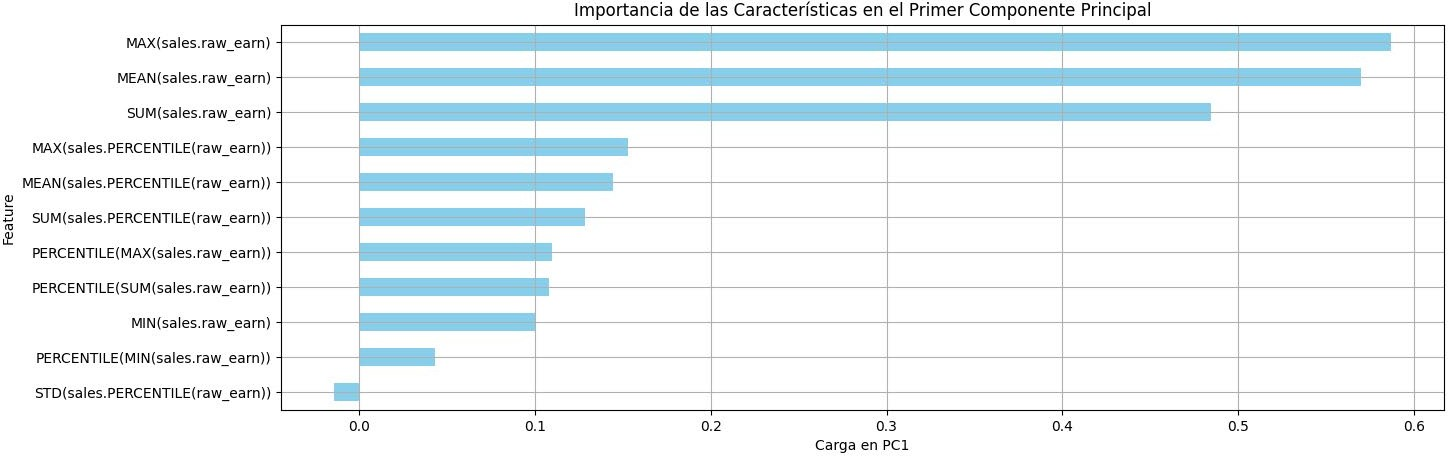 Importancia de las Características en el Primer Componente Principal
MAX(sales.raw_earn)
MEAN(sales.raw_earn)
SUM(sales.raw_earn)
MAX(sales.PERCENTILE(raw_earn))
MEAN(sales.PERCENTILE(raw_earn))
SUM(sales.PERCENTILE(raw_earn))
PERCENTILE(MAX(sales.raw_earn))
PERCENTILE(SUM(sales.raw_earn))
MIN(sales.raw_earn)
PERCENTILE(MIN(sales.raw_earn))
STD(sales.PERCENTILE(raw_earn))
Feature
0.0 0.1 0.2 0.3 0.4 0.5 0.6
Carga en PC1